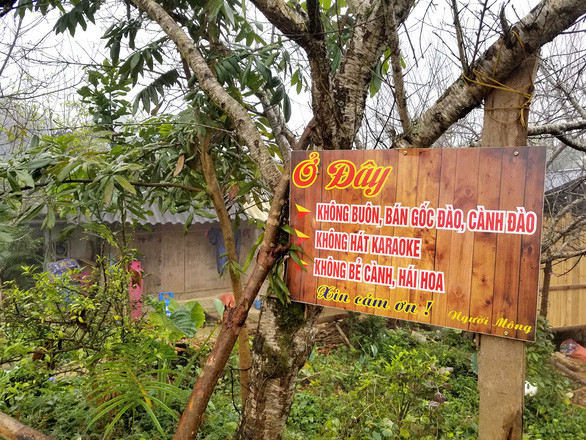 Ở Đây
KHÔNG BUÔN, BÁN GỐC ĐÀO, CÀNH ĐÀO
KHÔNG HÁT KARAOKE
KHÔNG BẺ CÀNH, HÁI HOA
Xin cảm ơn !
Người Mông